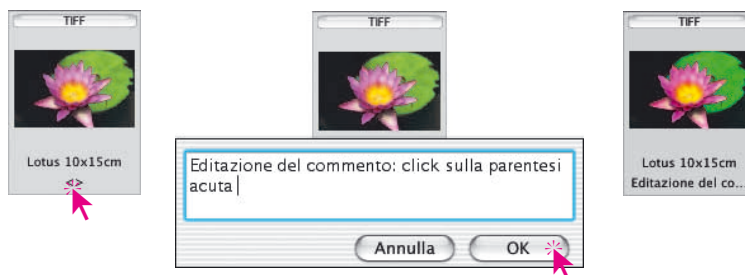 TIFF
Lotus 10x15cm
<>
TIFF
Editazione del commento: click sulla parentesi
acuta
Annulla
OK
TIFF
Lotus 10x15cm
Editazione del co...